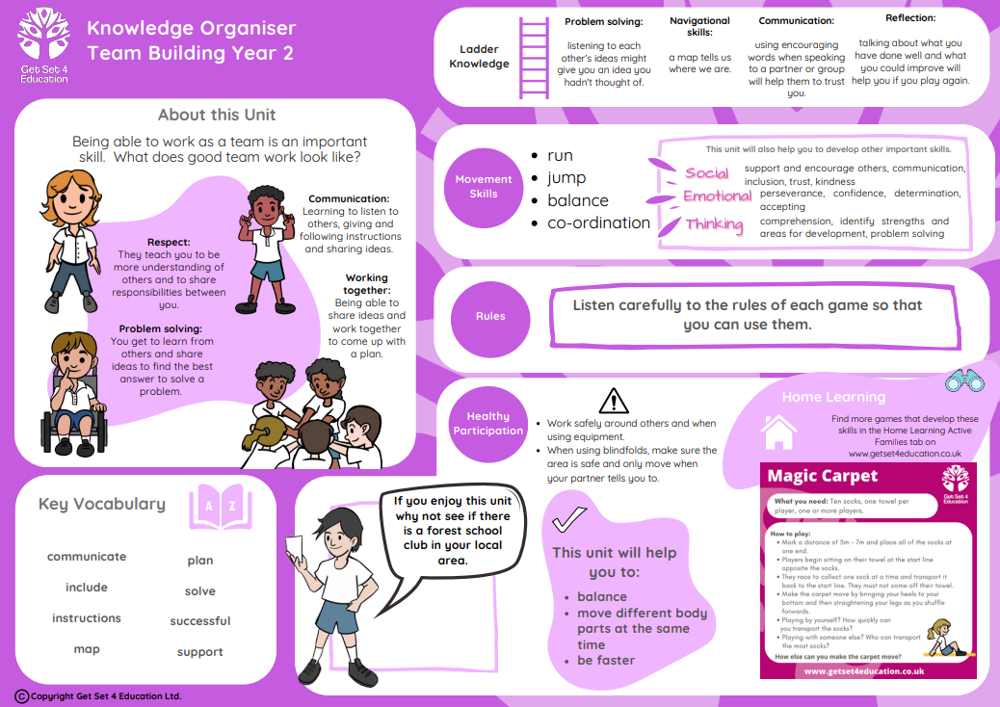 Get Set 4
Education
Knowledge Organiser
Team Building Year 2
Ladder
Knowledge
Problem solving:
listening to each
other's ideas might
give you an idea you
hadn't thought of.
Navigational
skills:
a map tells us
where we are.
Communication:
using encouraging
words when speaking
to a partner or group
will help them to trust
you.
Reflection:
talking about what you
have done well and what
you could improve will
help you if you play again.
About this Unit
Being able to work as a team is an important
skill. What does good team work look like?
Communication:
Learning to listen to
others, giving and
following instructions
and sharing ideas.
Respect:
They teach you to be
more understanding of
others and to share
responsibilities between
you.
Working
together:
Being able to
share ideas and
work together
to come up with
a plan.
Problem solving:
You get to learn from
others and share
ideas to find the best
answer to solve a
problem.
Movement
Skills
• run
• jump
• balance
• co-ordination
This unit will also help you to develop other important skills.
Social
support and encourage others, communication,
inclusion, trust, kindness
Emotional
perseverance, confidence, determination,
accepting
Thinking
comprehension, identify strengths and
areas for development, problem solving
Rules
Listen carefully to the rules of each game so that
you can use them.
Healthy
Participation
• Work safely around others and when
using equipment.
• When using blindfolds, make sure the
area is safe and only move when
your partner tells you to.
Home Learning
Find more games that develop these
skills in the Home Learning Active
Families tab on
www.getset4education.co.uk
Key Vocabulary
A Z
communicate
include
instructions
map
plan
solve
successful
support
If you enjoy this unit
why not see if there
is a forest school
club in your local
area.
This unit will help
you to:
• balance
• move different body
parts at the same
time
• be faster
Magic Carpet
Get Set 4
Education
What you need: Ten socks, one towel per
player, one or more players.
How to play:
• Mark a distance of 5m - 7m and place all of the socks at
one end.
• Players begin sitting on their towel at the start line
opposite the socks.
• They race to collect one sock at a time and transport it
back to the start line. They must not come off their towel.
• Make the carpet move by bringing your heels to your
bottom and then straightening your legs as you shuffle
forwards.
• Playing by yourself? How quickly can
you transport the socks?
• Playing with someone else? Who can transport
the most socks?
How else can you make the carpet move?
www.getset4education.co.uk
© Copyright Get Set 4 Education Ltd.